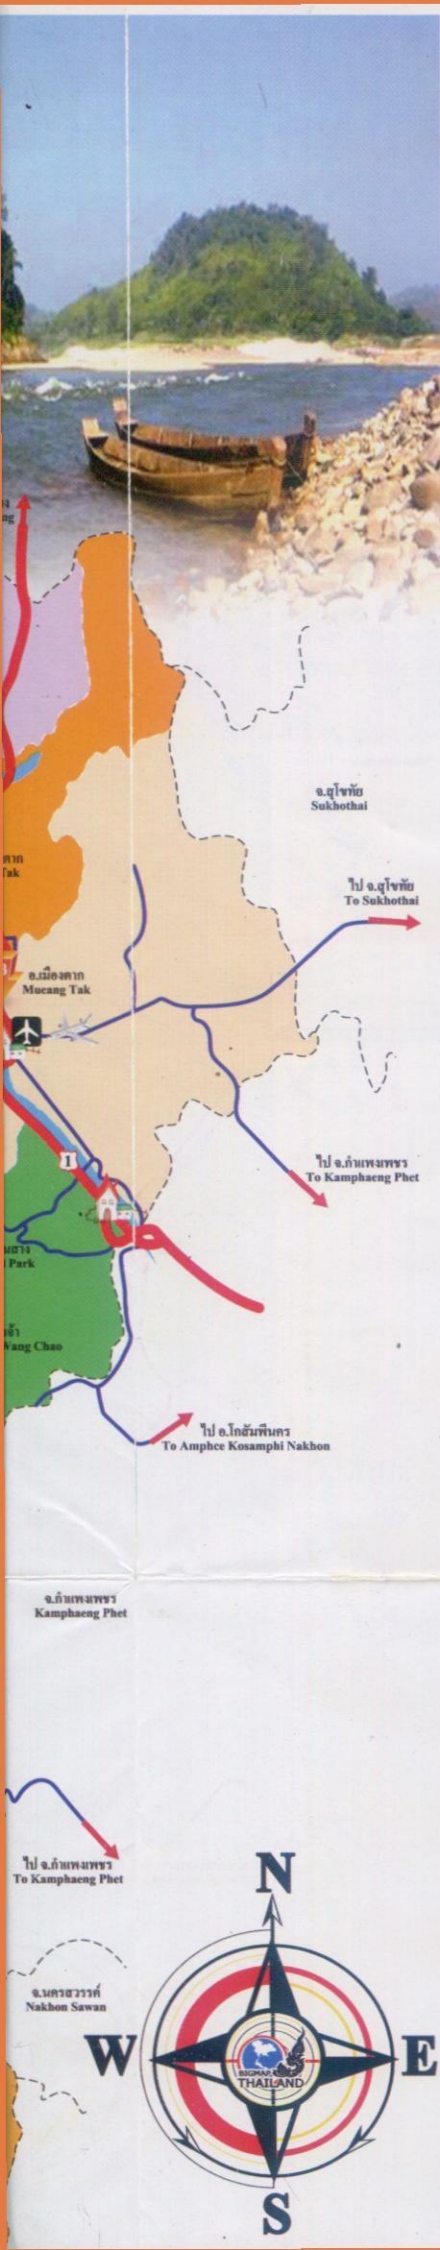 ng
จ.สุโขทัย
Sukhothai
ตาก
Tak
ไป จ.สุโขทัย
To Sukhothai
อ.เมืองตาก
Mueang Tak
1
ไป จ.กำแพงเพชร
To Kamphaeng Phet
Park
จ้า
Wang Chao
ไป อ.โกสัมพีนคร
To Amphee Kosamphi Nakhon
จ.กำแพงเพชร
Kamphaeng Phet
ไป จ.กำแพงเพชร
To Kamphaeng Phet
N
จ.นครสวรรค์
Nakhon Sawan
W
E
BIGMAP
THAILAND
S